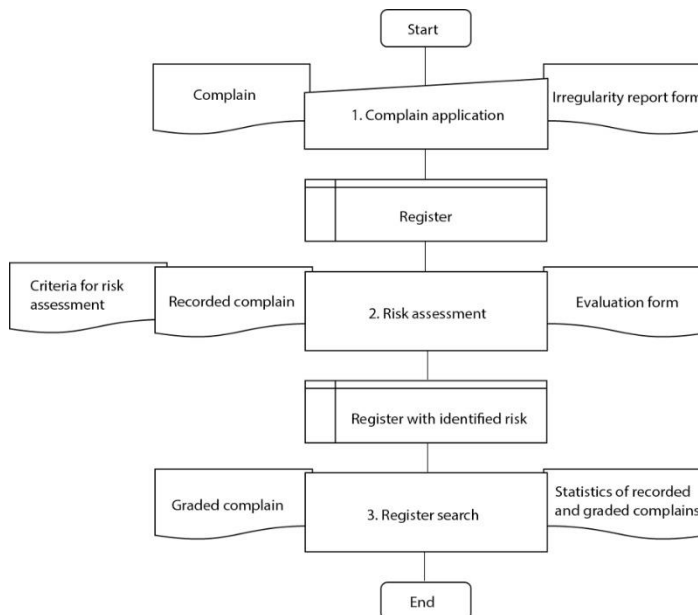 Start
Complain
1. Complain application
Irregularity report form
Register
Criteria for risk
assessment
Recorded complain
2. Risk assessment
Evaluation form
Register with identified risk
Graded complain
3. Register search
Statistics of recorded
and graded complains
End